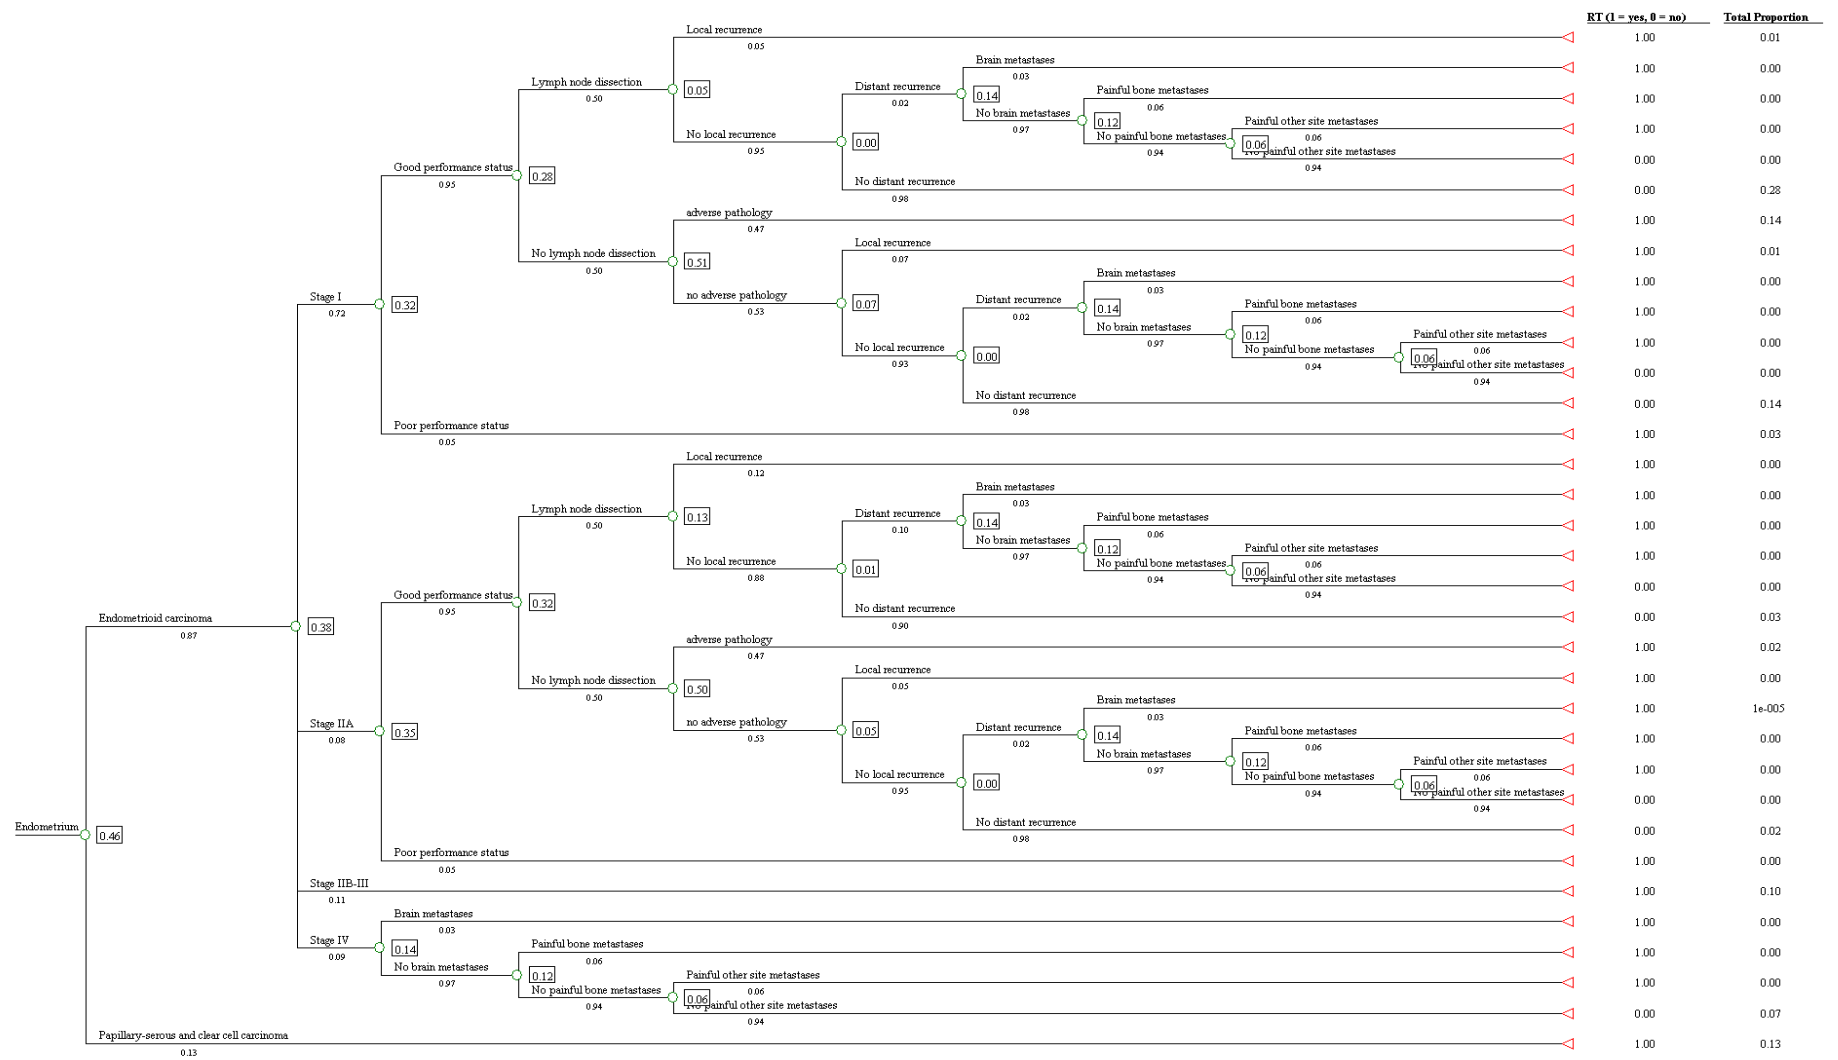 RT (1 = yes, 0 = no) Total Proportion
Local recurrence 1.00 0.01
0.05
Brain metastases 1.00 0.00
0.03
Lymph node dissection 0.05
0.50
Distant recurrence 0.14
0.02
Painful bone metastases 1.00 0.00
0.06
No brain metastases 0.12
0.97
Painful other site metastases 1.00 0.00
0.06
No local recurrence 0.00
0.95
No painful bone metastases 0.06
0.94
No painful other site metastases 0.00 0.00
0.94
Good performance status 0.28
0.95
No distant recurrence 0.00 0.28
0.98
adverse pathology 1.00 0.14
0.47
Local recurrence 1.00 0.01
0.07
No lymph node dissection 0.51
0.50
Brain metastases 1.00 0.00
0.03
Stage I 0.32
0.72
no adverse pathology 0.07
0.53
Distant recurrence 0.14
0.02
Painful bone metastases 1.00 0.00
0.06
No brain metastases 0.12
0.97
Painful other site metastases 1.00 0.00
0.06
No local recurrence 0.00
0.93
No painful bone metastases 0.06
0.94
No painful other site metastases 0.00 0.00
0.94
No distant recurrence 0.00 0.14
0.98
Poor performance status 1.00 0.03
0.05
Local recurrence 1.00 0.00
0.12
Brain metastases 1.00 0.00
0.03
Lymph node dissection 0.13
0.50
Distant recurrence 0.14
0.10
Painful bone metastases 1.00 0.00
0.06
No brain metastases 0.12
0.97
Painful other site metastases 1.00 0.00
0.06
No local recurrence 0.01
0.88
No painful bone metastases 0.06
0.94
No painful other site metastases 0.00 0.00
0.94
Good performance status 0.32
0.95
No distant recurrence 0.00 0.03
0.90
Endometrioid carcinoma 0.38
0.87
adverse pathology 1.00 0.02
0.47
Local recurrence 1.00 0.00
0.05
No lymph node dissection 0.50
0.50
Brain metastases 1.00 1e-005
0.03
Stage IIA 0.35
0.08
no adverse pathology 0.05
0.53
Distant recurrence 0.14
0.02
Painful bone metastases 1.00 0.00
0.06
No brain metastases 0.12
0.97
Painful other site metastases 1.00 0.00
0.06
No local recurrence 0.00
0.95
No painful bone metastases 0.06
0.94
No painful other site metastases 0.00 0.00
0.94
Endometrium 0.46
No distant recurrence 0.00 0.02
0.98
Poor performance status 1.00 0.00
0.05
Stage IIB-III 1.00 0.10
0.11
Brain metastases 1.00 0.00
0.03
Stage IV 0.14
0.09
Painful bone metastases 1.00 0.00
0.06
No brain metastases 0.12
0.97
Painful other site metastases 1.00 0.00
0.06
No painful bone metastases 0.06
0.94
No painful other site metastases 0.00 0.07
0.94
Papillary-serous and clear cell carcinoma 1.00 0.13
0.13